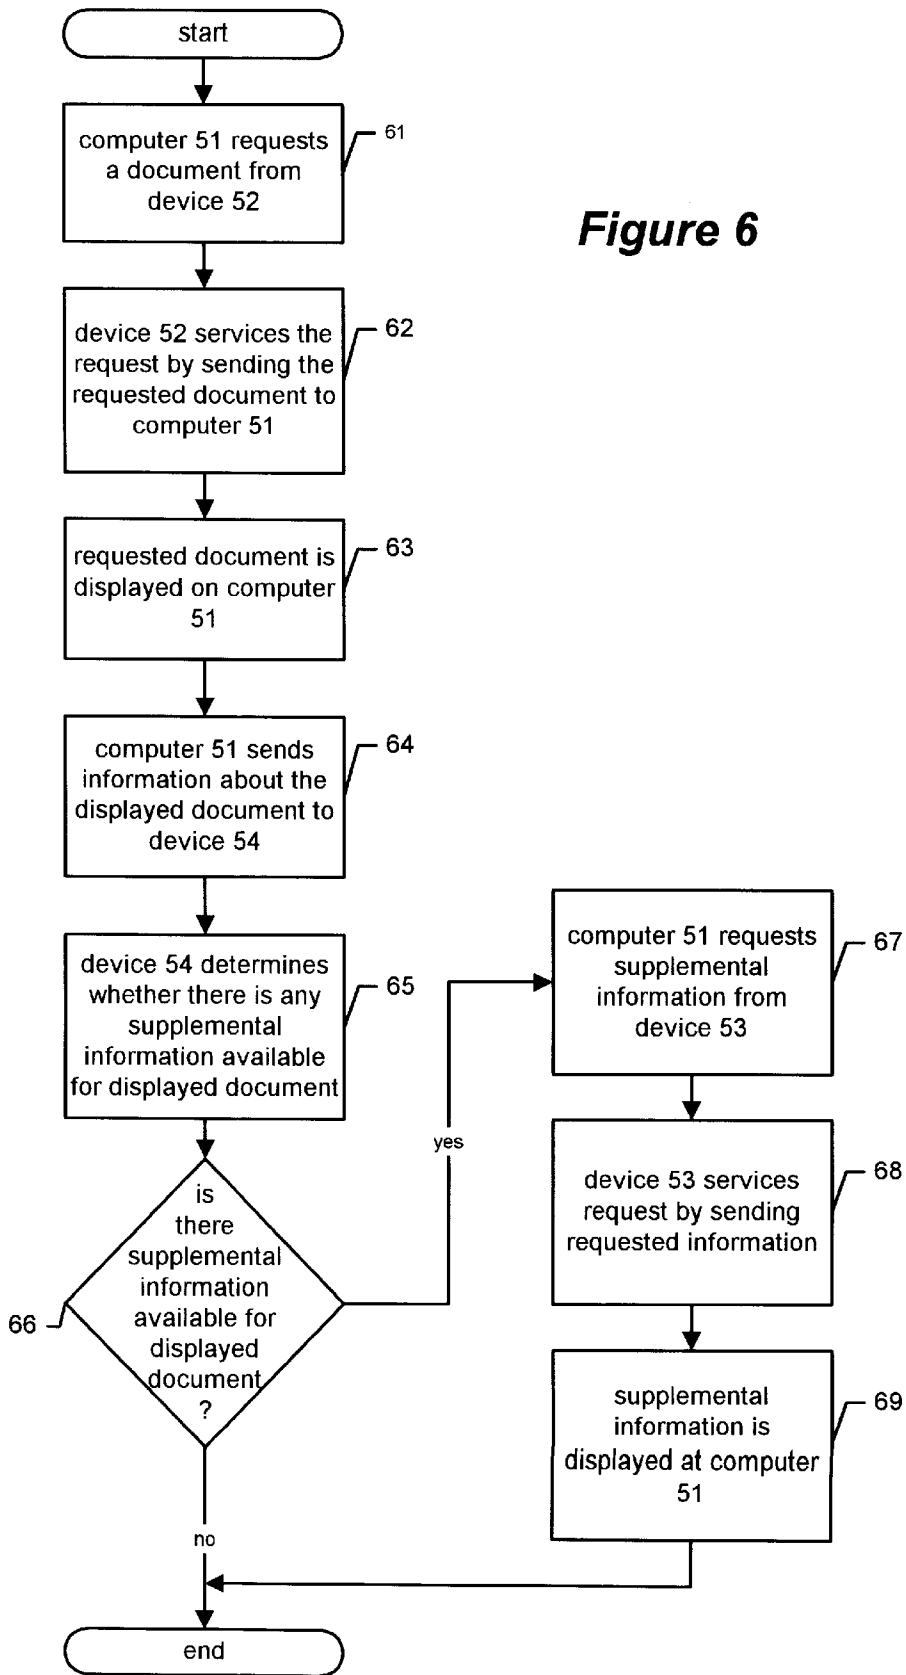 start
computer 51 requests
a document from
device 52
61
Figure 6
device 52 services the
request by sending the
requested document to
computer 51
62
requested document is
displayed on computer
51
63
computer 51 sends
information about the
displayed document to
device 54
64
device 54 determines
whether there is any
supplemental
information available
for displayed document
65
is
there
supplemental
information
available for
displayed
document
?
66
yes
computer 51 requests
supplemental
information from
device 53
67
device 53 services
request by sending
requested information
68
supplemental
information is
displayed at computer
51
69
no
end